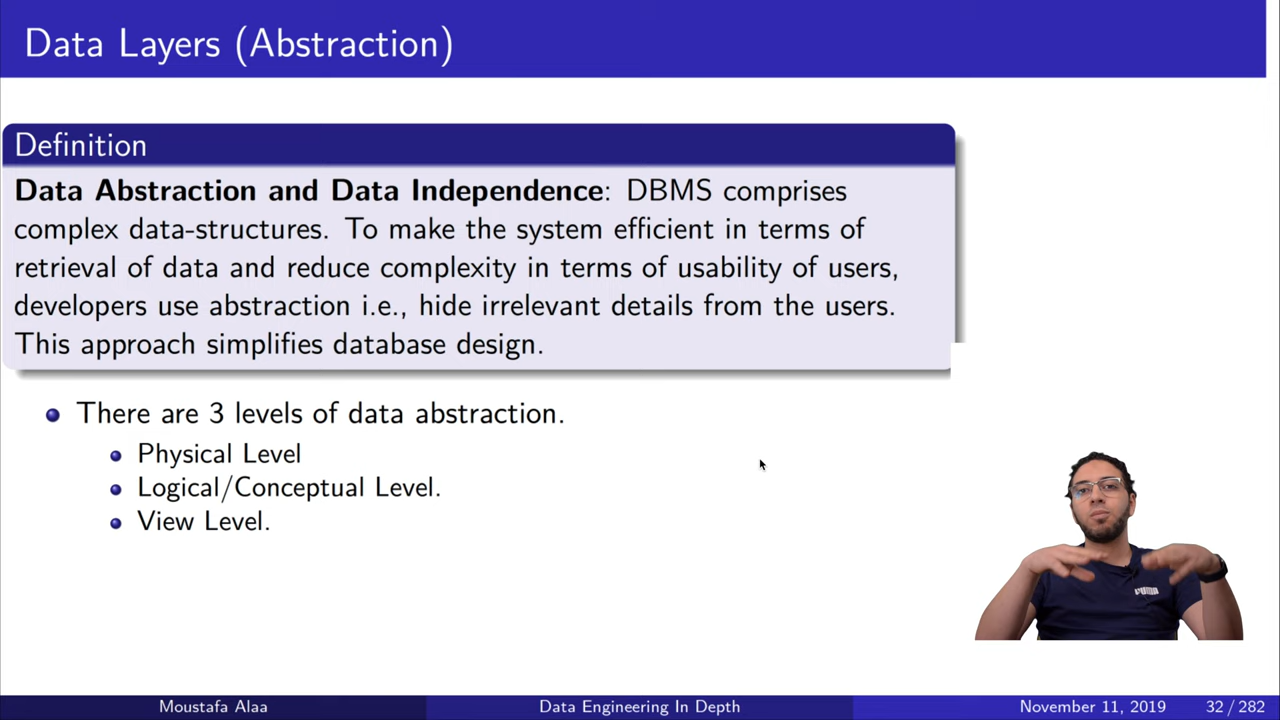 Data Layers (Abstraction)
Definition
Data Abstraction and Data Independence: DBMS comprises
complex data-structures. To make the system efficient in terms of
retrieval of data and reduce complexity in terms of usability of users,
developers use abstraction i.e., hide irrelevant details from the users.
This approach simplifies database design.
There are 3 levels of data abstraction.
Physical Level
Logical/Conceptual Level.
View Level.
PUMA
Moustafa Alaa
Data Engineering In Depth
November 11, 2019
32 / 282